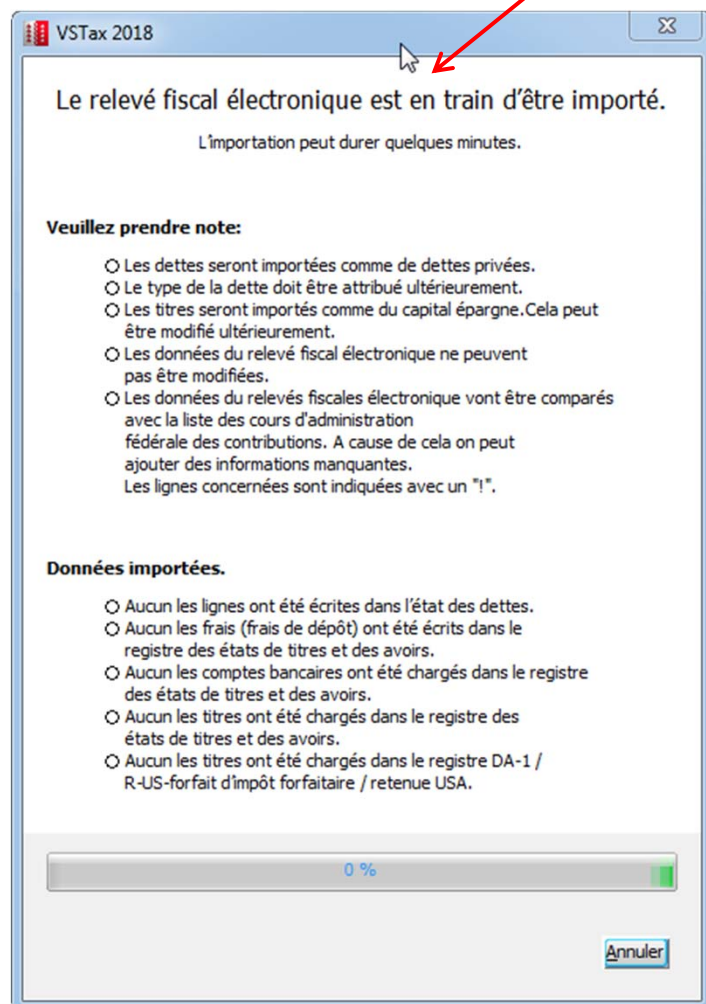 VSTax 2018
Le relevé fiscal électronique est en train d'être importé.
L'importation peut durer quelques minutes.
Veuillez prendre note:
Les dettes seront importées comme de dettes privées.
Le type de la dette doit être attribué ultérieurement.
Les titres seront importés comme du capital épargne.Cela peut
être modifié ultérieurement.
Les données du relevé fiscal électronique ne peuvent
pas être modifiées.
Les données du relevés fiscales électronique vont être comparés
avec la liste des cours d'administration
fédérale des contributions. A cause de cela on peut
ajouter des informations manquantes.
Les lignes concernées sont indiquées avec un "!".
Données importées.
Aucun les lignes ont été écrites dans l'état des dettes.
Aucun les frais (frais de dépôt) ont été écrits dans le
registre des états de titres et des avoirs.
Aucun les comptes bancaires ont été chargés dans le registre
des états de titres et des avoirs.
Aucun les titres ont été chargés dans le registre des
états de titres et des avoirs.
Aucun les titres ont été chargés dans le registre DA-1 /
R-US-forfait d'impôt forfaitaire / retenue USA.
0 %
Annuler